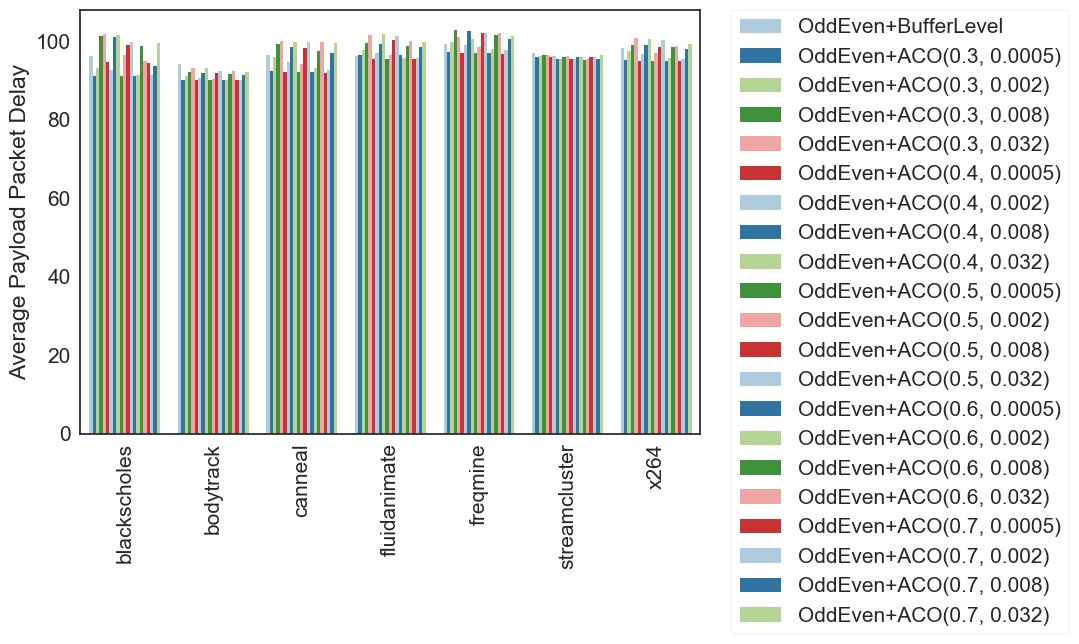 Average Payload Packet Delay
100
80
60
40
20
0
blackscholes
bodytrack
canneal
fluidanimate
freqmine
streamcluster
x264
OddEven+BufferLevel
OddEven+ACO(0.3, 0.0005)
OddEven+ACO(0.3, 0.002)
OddEven+ACO(0.3, 0.008)
OddEven+ACO(0.3, 0.032)
OddEven+ACO(0.4, 0.0005)
OddEven+ACO(0.4, 0.002)
OddEven+ACO(0.4, 0.008)
OddEven+ACO(0.4, 0.032)
OddEven+ACO(0.5, 0.0005)
OddEven+ACO(0.5, 0.002)
OddEven+ACO(0.5, 0.008)
OddEven+ACO(0.5, 0.032)
OddEven+ACO(0.6, 0.0005)
OddEven+ACO(0.6, 0.002)
OddEven+ACO(0.6, 0.008)
OddEven+ACO(0.6, 0.032)
OddEven+ACO(0.7, 0.0005)
OddEven+ACO(0.7, 0.002)
OddEven+ACO(0.7, 0.008)
OddEven+ACO(0.7, 0.032)